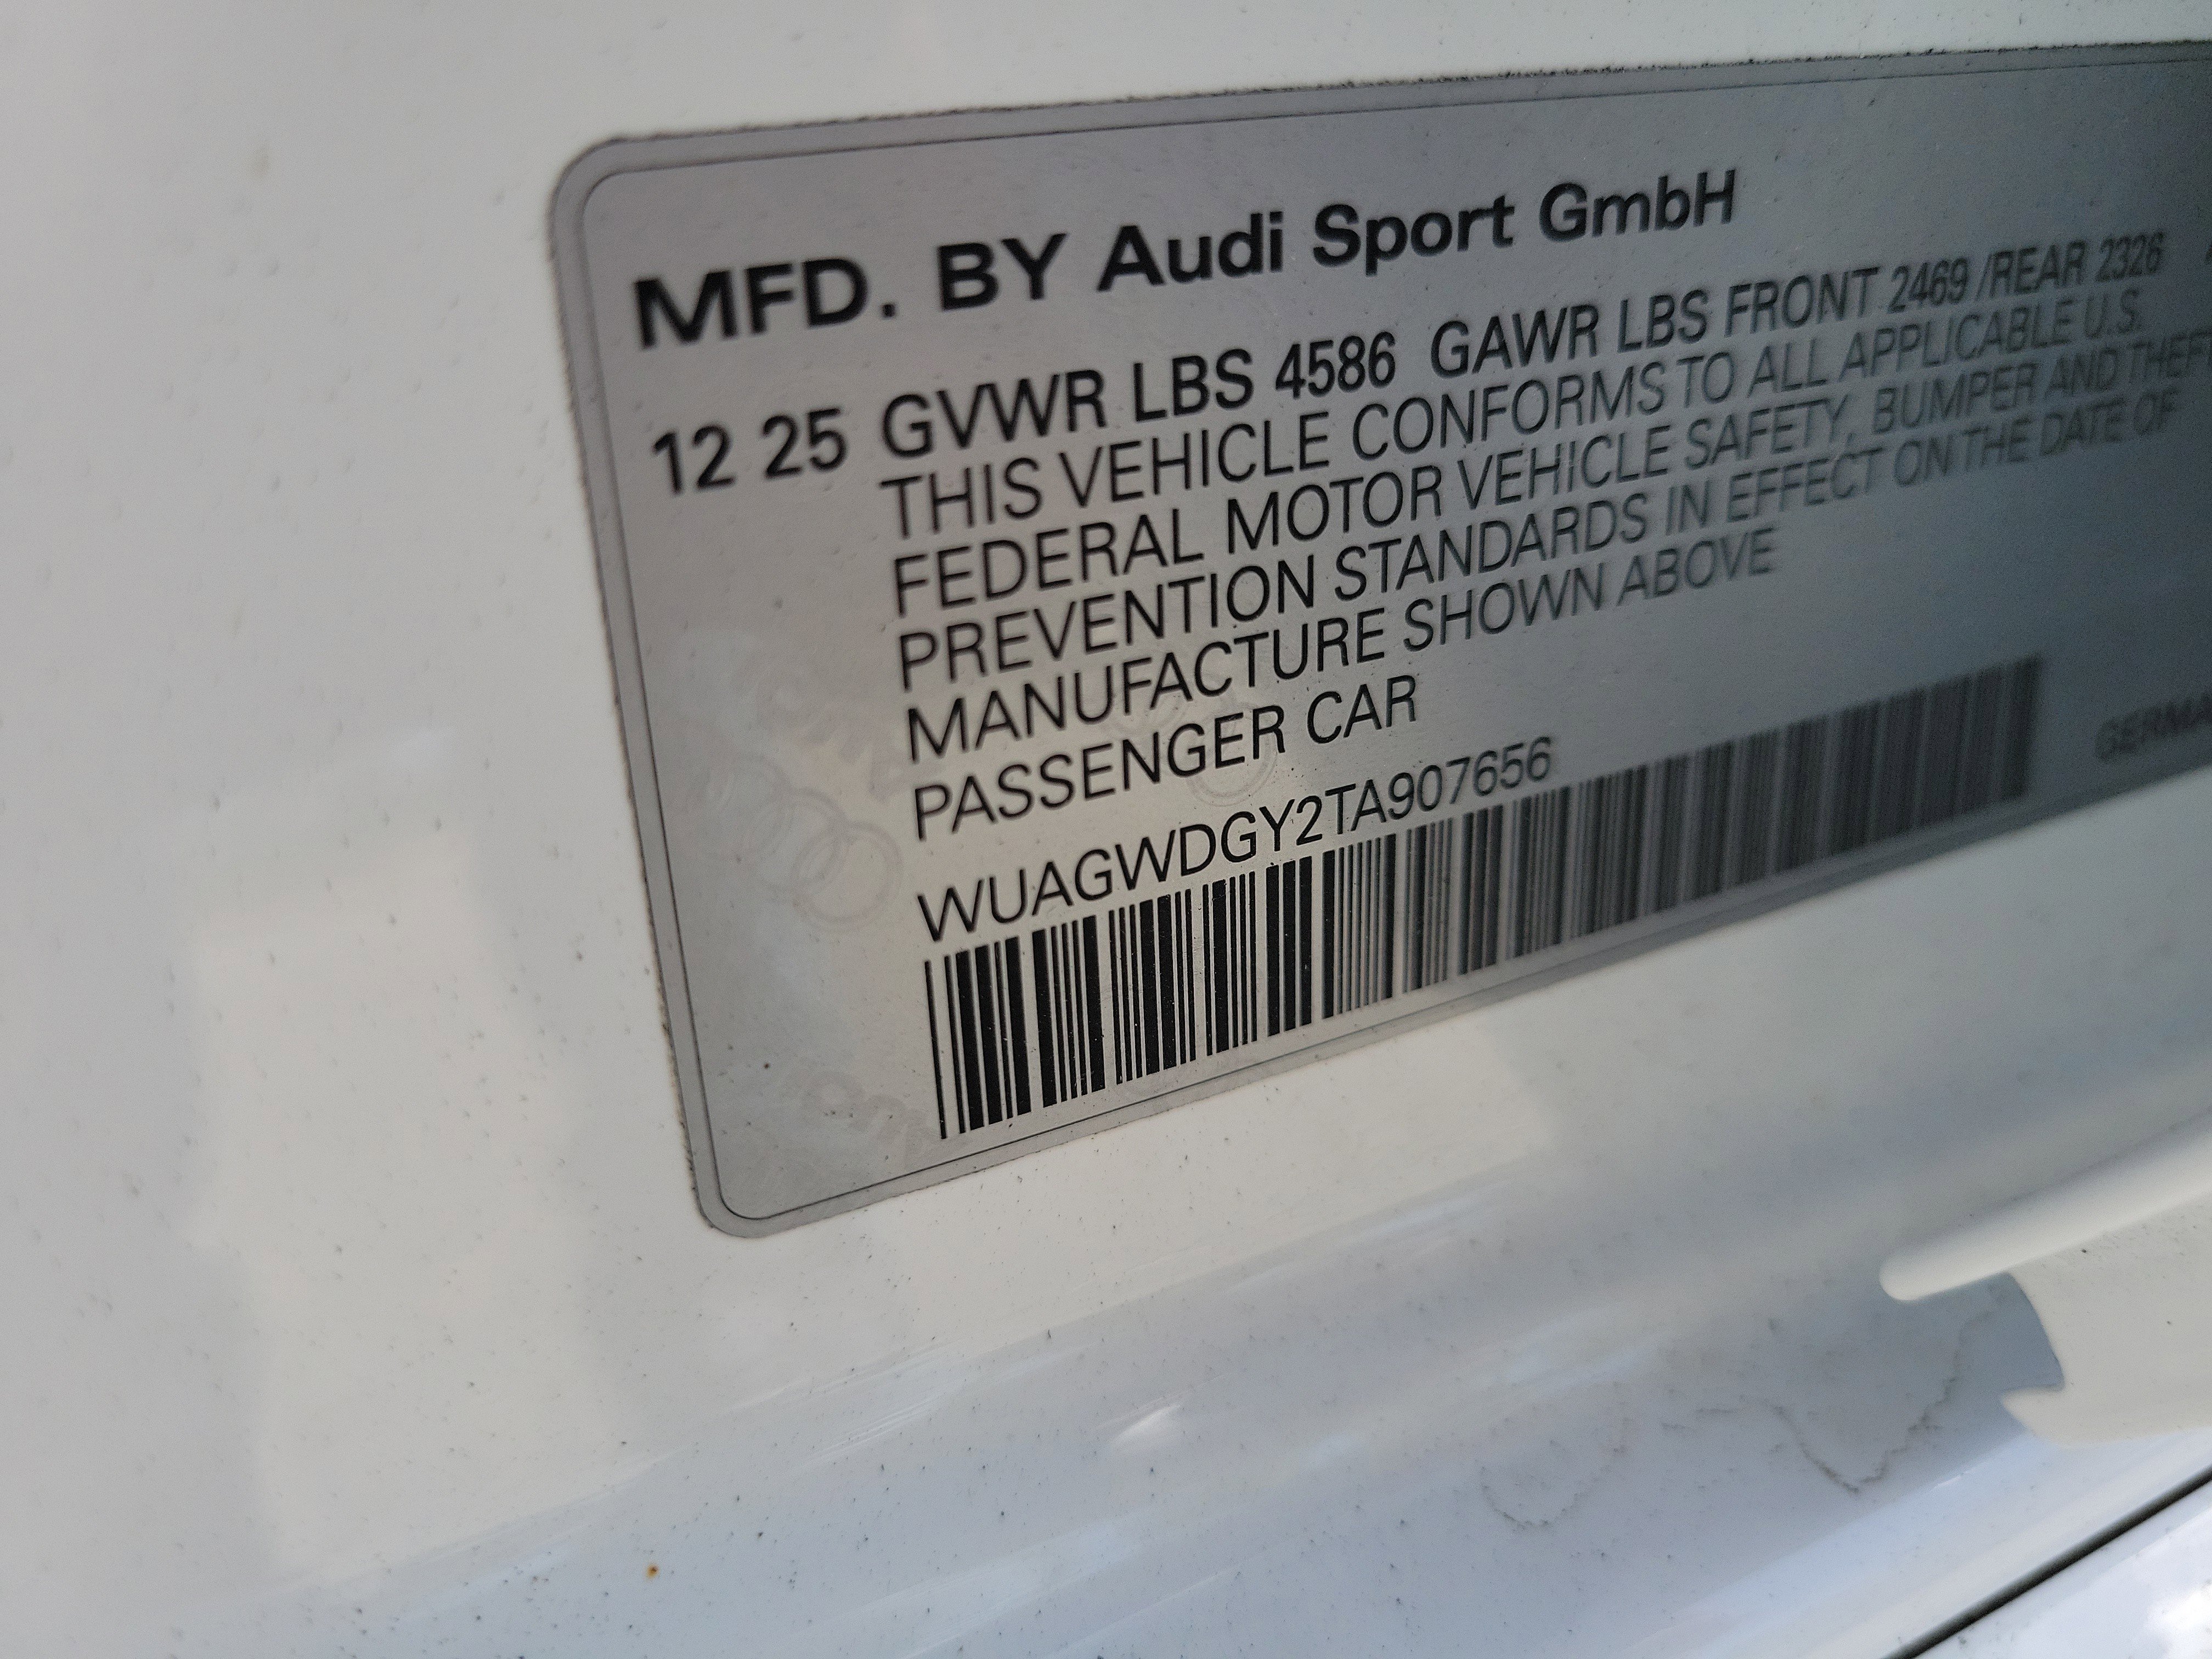 MFD. BY Audi Sport GmbH
12 25 GVWR LBS 4586 GAWR LBS FRONT 2469 /REAR 2326
THIS VEHICLE CONFORMS TO ALL APPLICABLE U.S.
FEDERAL MOTOR VEHICLE SAFETY, BUMPER AND THEFT
PREVENTION STANDARDS IN EFFECT ON THE DATE OF
MANUFACTURE SHOWN ABOVE
PASSENGER CAR
WUAGWDGY2TA907656